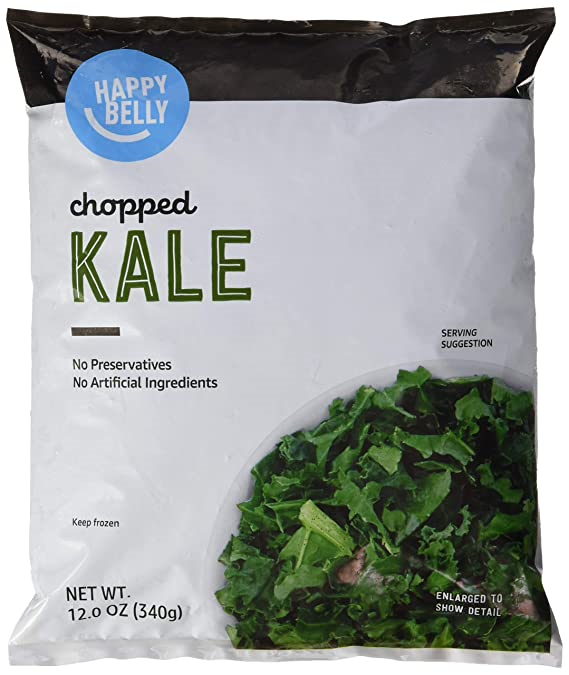 HAPPY
BELLY
chopped
KALE
No Preservatives
No Artificial Ingredients
SERVING
SUGGESTION
Keep frozen
NET WT.
12.0 OZ (340g)
ENLARGED TO
SHOW DETAIL